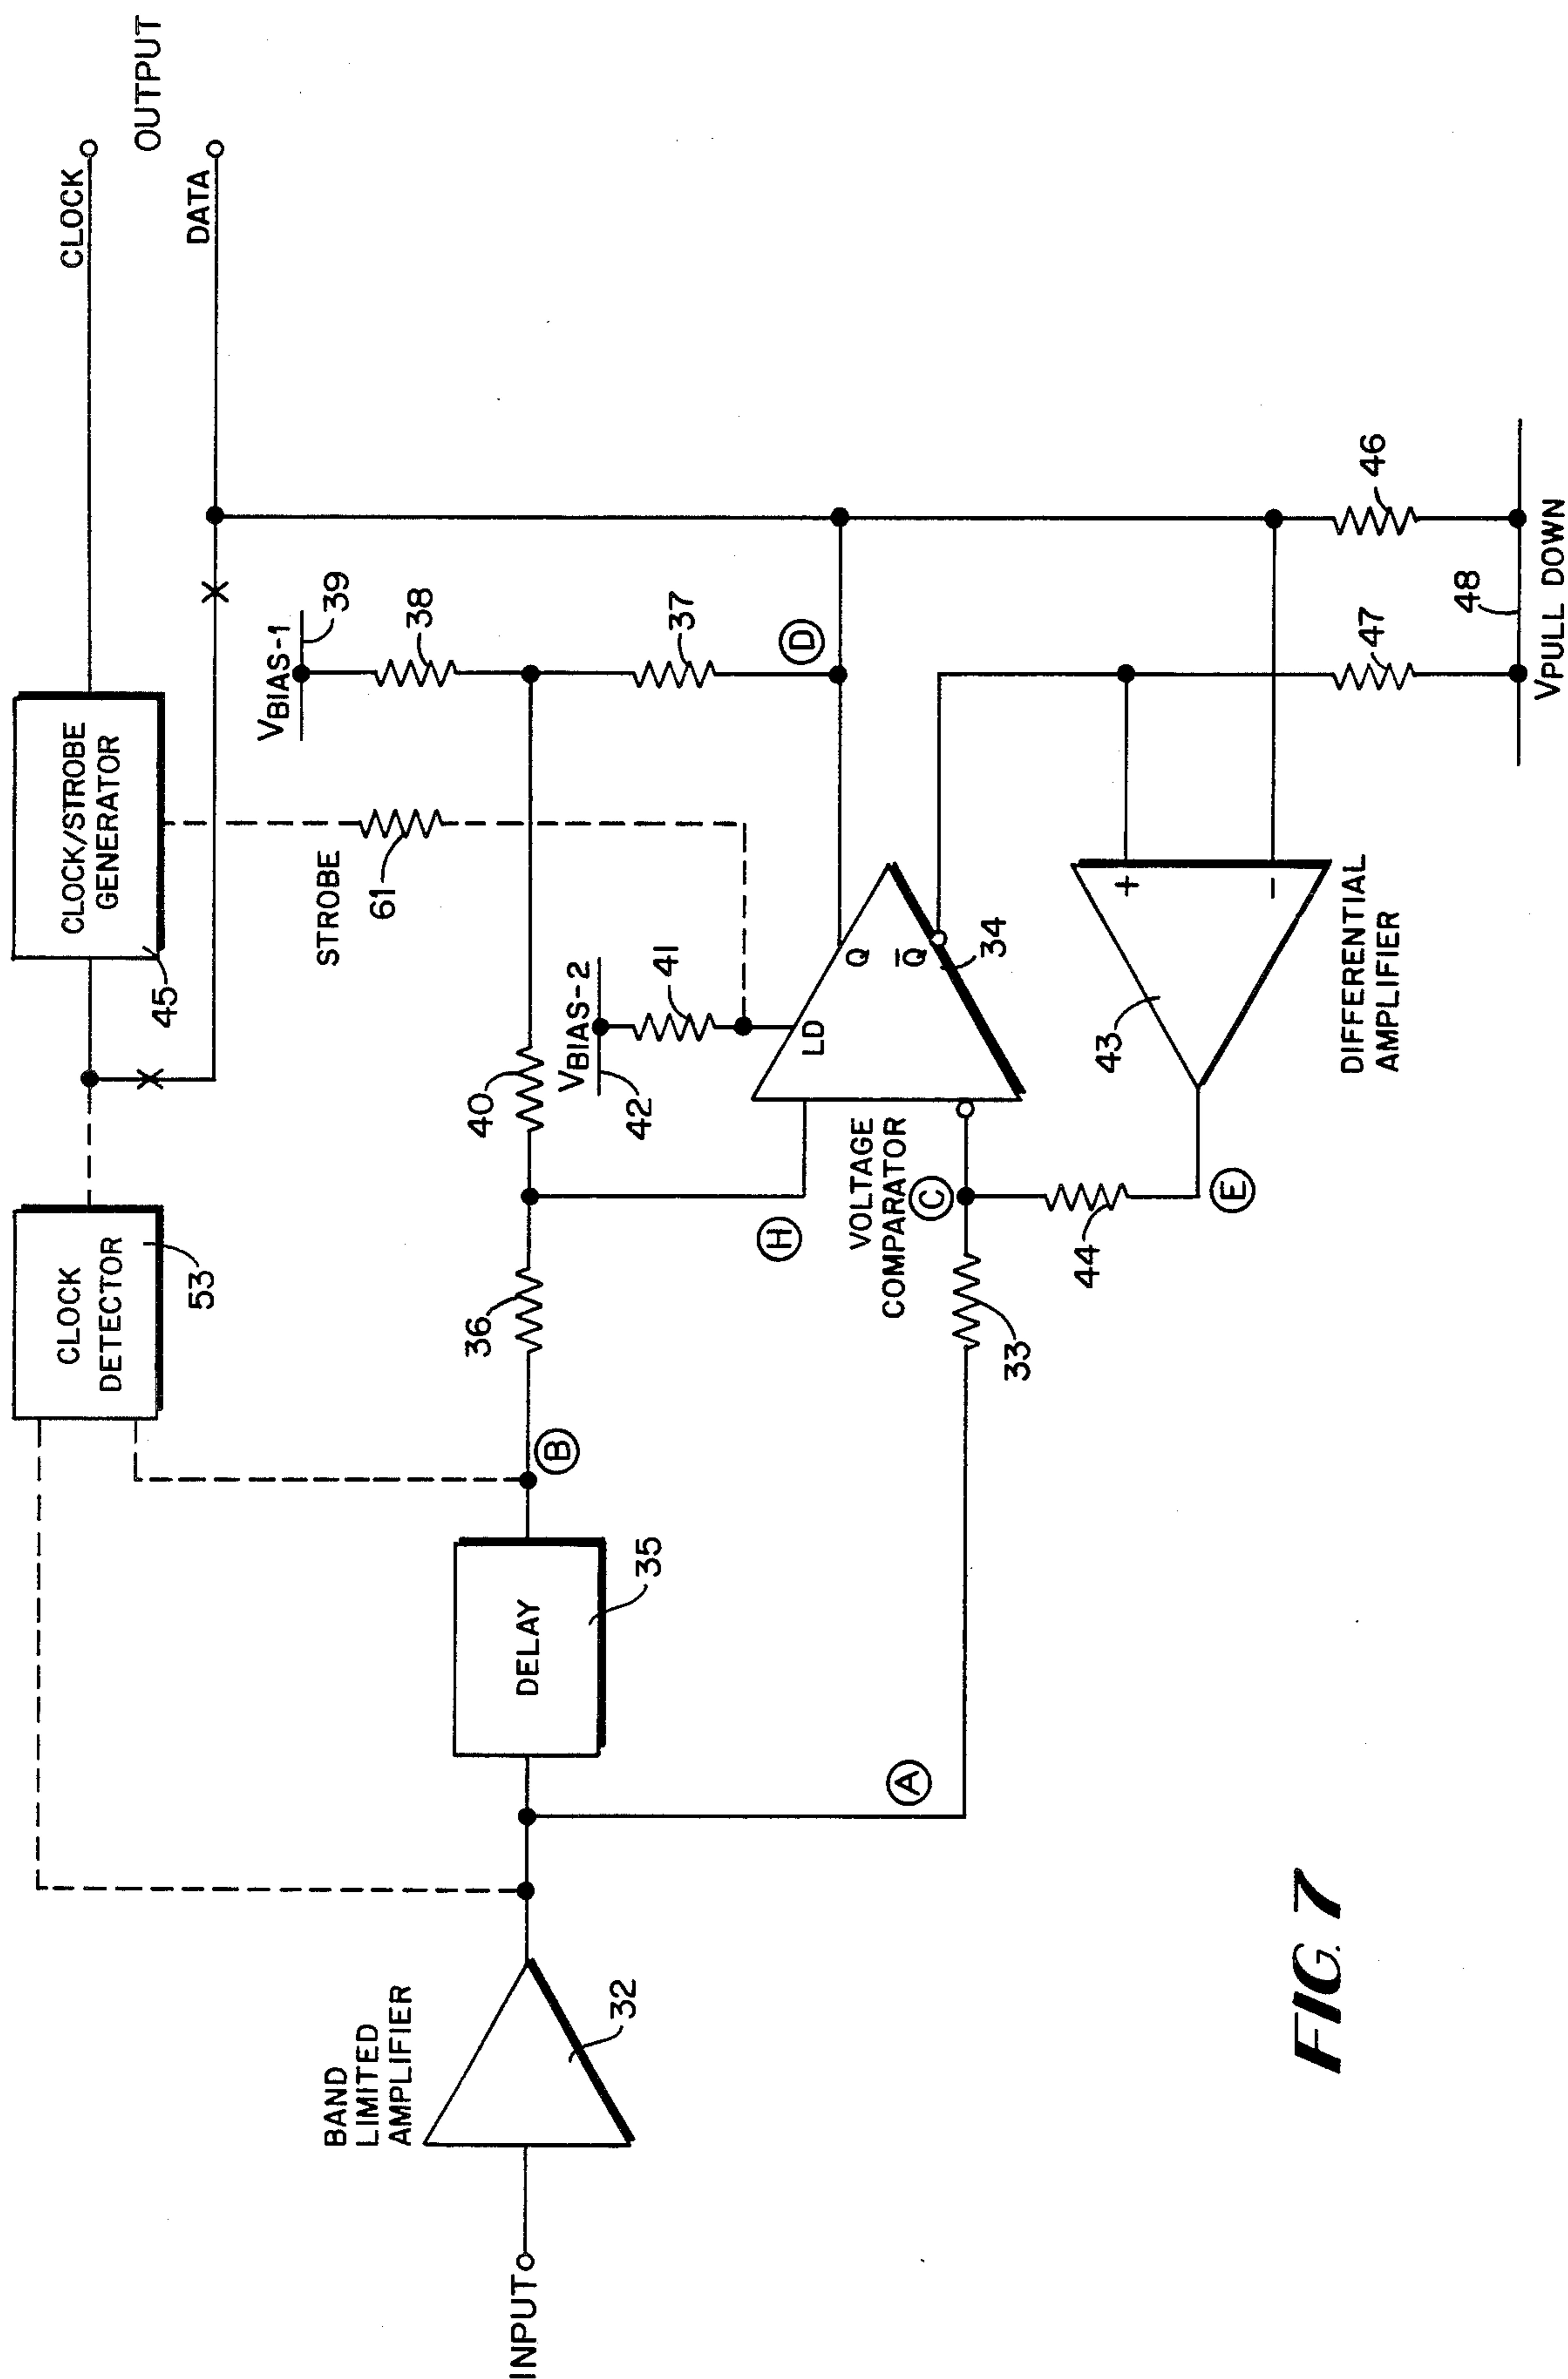 CLOCK
OUTPUT
DATA
CLOCK/STROBE
GENERATOR
45
CLOCK
DETECTOR
53
STROBE
61
VBIAS-1
39
38
37
D
40
36
VBIAS-2
42
41
LD
Q
Q̅
34
H
VOLTAGE
COMPARATOR
C
33
44
E
43
+
−
DIFFERENTIAL
AMPLIFIER
46
47
48
VPULL DOWN
B
DELAY
35
A
BAND
LIMITED
AMPLIFIER
32
INPUT
FIG. 7